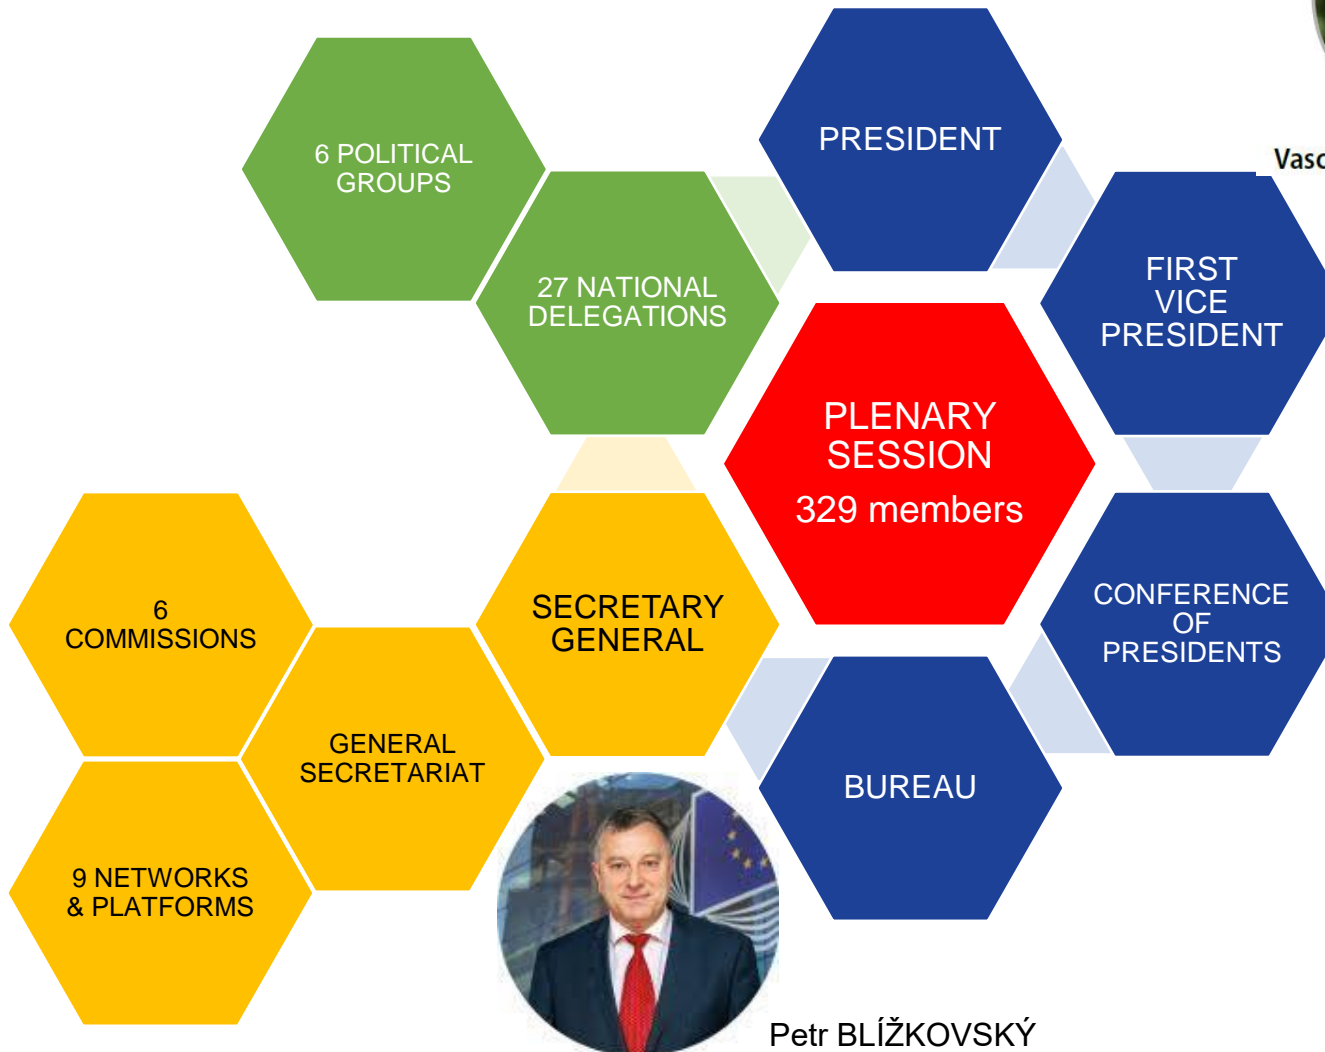 PRESIDENT
6 POLITICAL
GROUPS
Vasc
27 NATIONAL
DELEGATIONS
FIRST
VICE
PRESIDENT
PLENARY
SESSION
329 members
6
COMMISSIONS
SECRETARY
GENERAL
CONFERENCE
OF
PRESIDENTS
GENERAL
SECRETARIAT
BUREAU
9 NETWORKS
& PLATFORMS
Petr BLÍŽKOVSKÝ